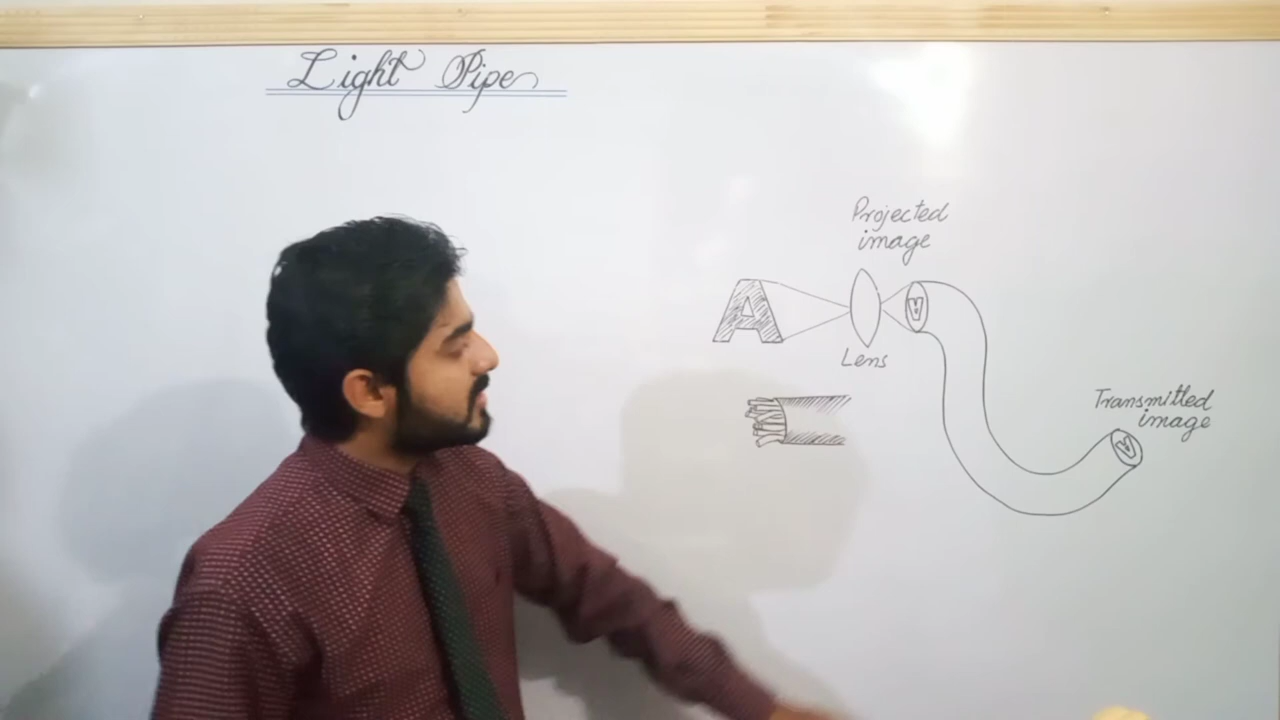 Light Pipe
Projected
image
A
A
Lens
Transmitted
image
A